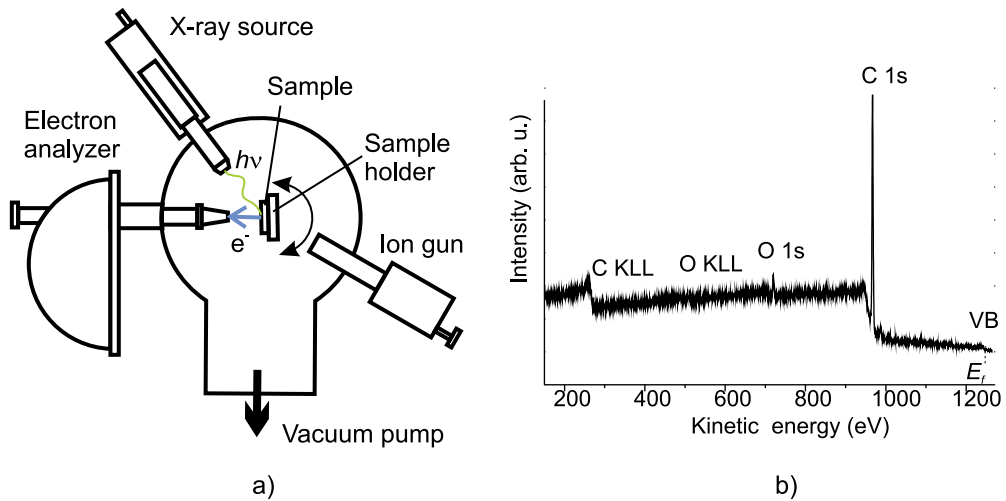 X-ray source
Sample
Electron
analyzer
Sample
holder
hν
e-
Ion gun
Vacuum pump
a)
Intensity (arb. u.)
C 1s
C KLL
O KLL
O 1s
VB
Ef
200 400 600 800 1000 1200
Kinetic energy (eV)
b)